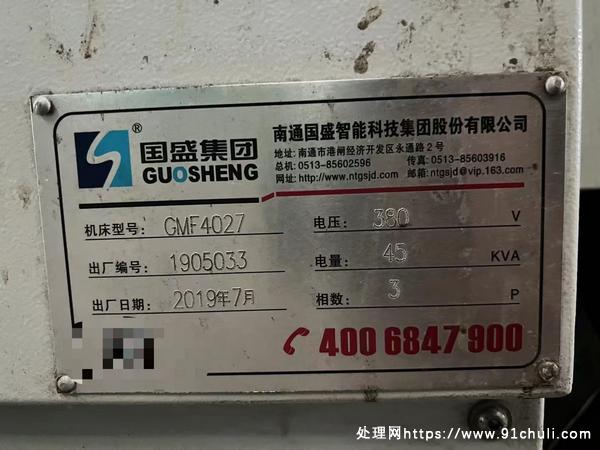 国盛集团
GUOSHENG
®
南通国盛智能科技集团股份有限公司
地址: 南通市港闸经济开发区永通路2号
总机:0513-85602596 传真: 0513-85603916
网址: http://www.ntgsjd.com 邮箱: ntgsjd@vip.163.com
机床型号: GMF4027
电压: 380 V
出厂编号: 1905033
电量: 45 KVA
出厂日期: 2019年7月
相数: 3 P
400 6847 900
处理网https://www.91chuli.com